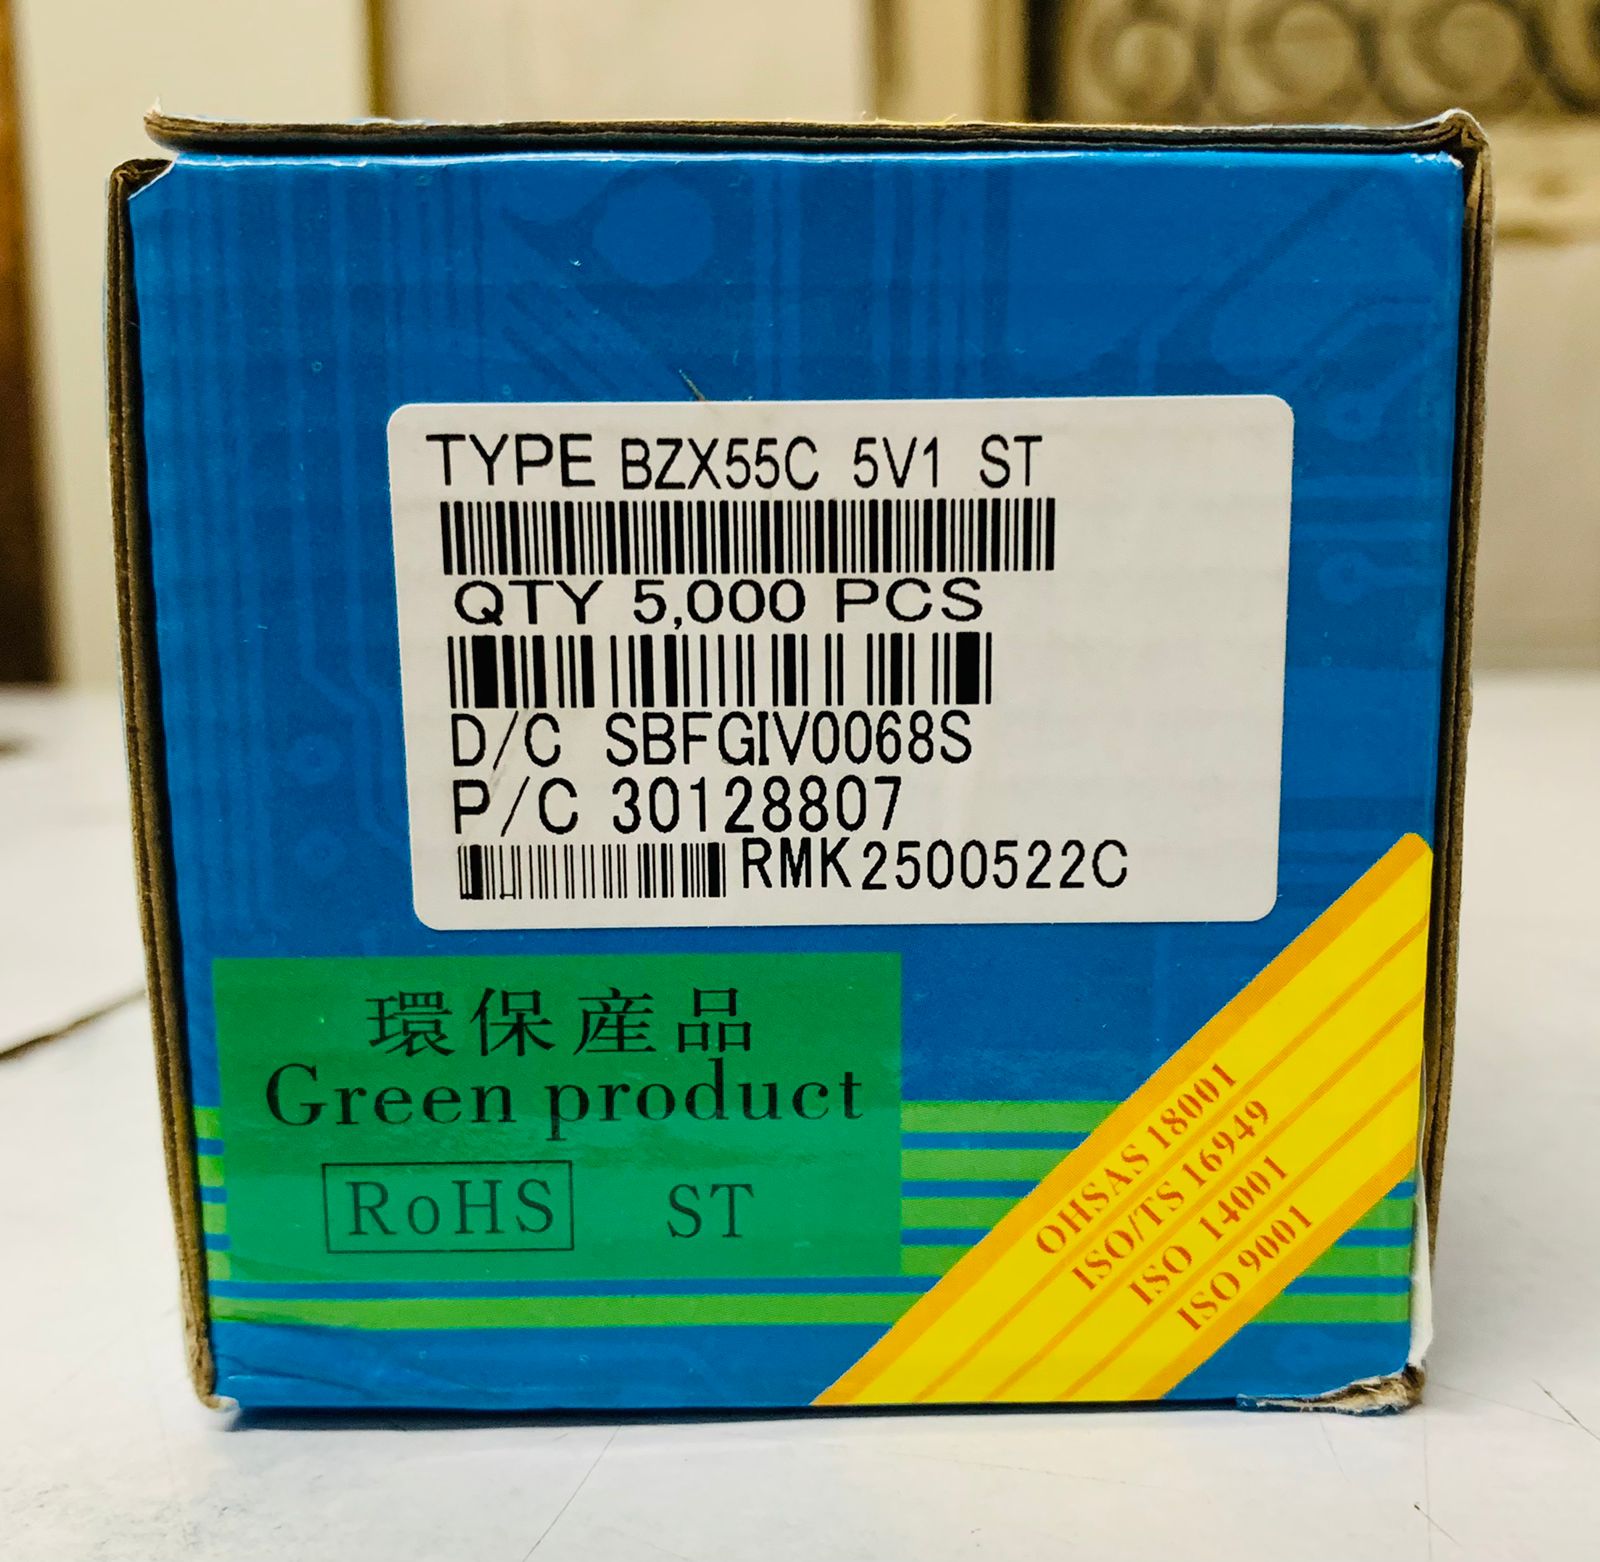 TYPE BZX55C 5V1 ST
QTY 5,000 PCS
D/C SBFGIV0068S
P/C 30128807
RMK2500522C
環保産品
Green product
RoHS ST
OHSAS 18001
ISO/TS 16949
ISO 14001
ISO 9001